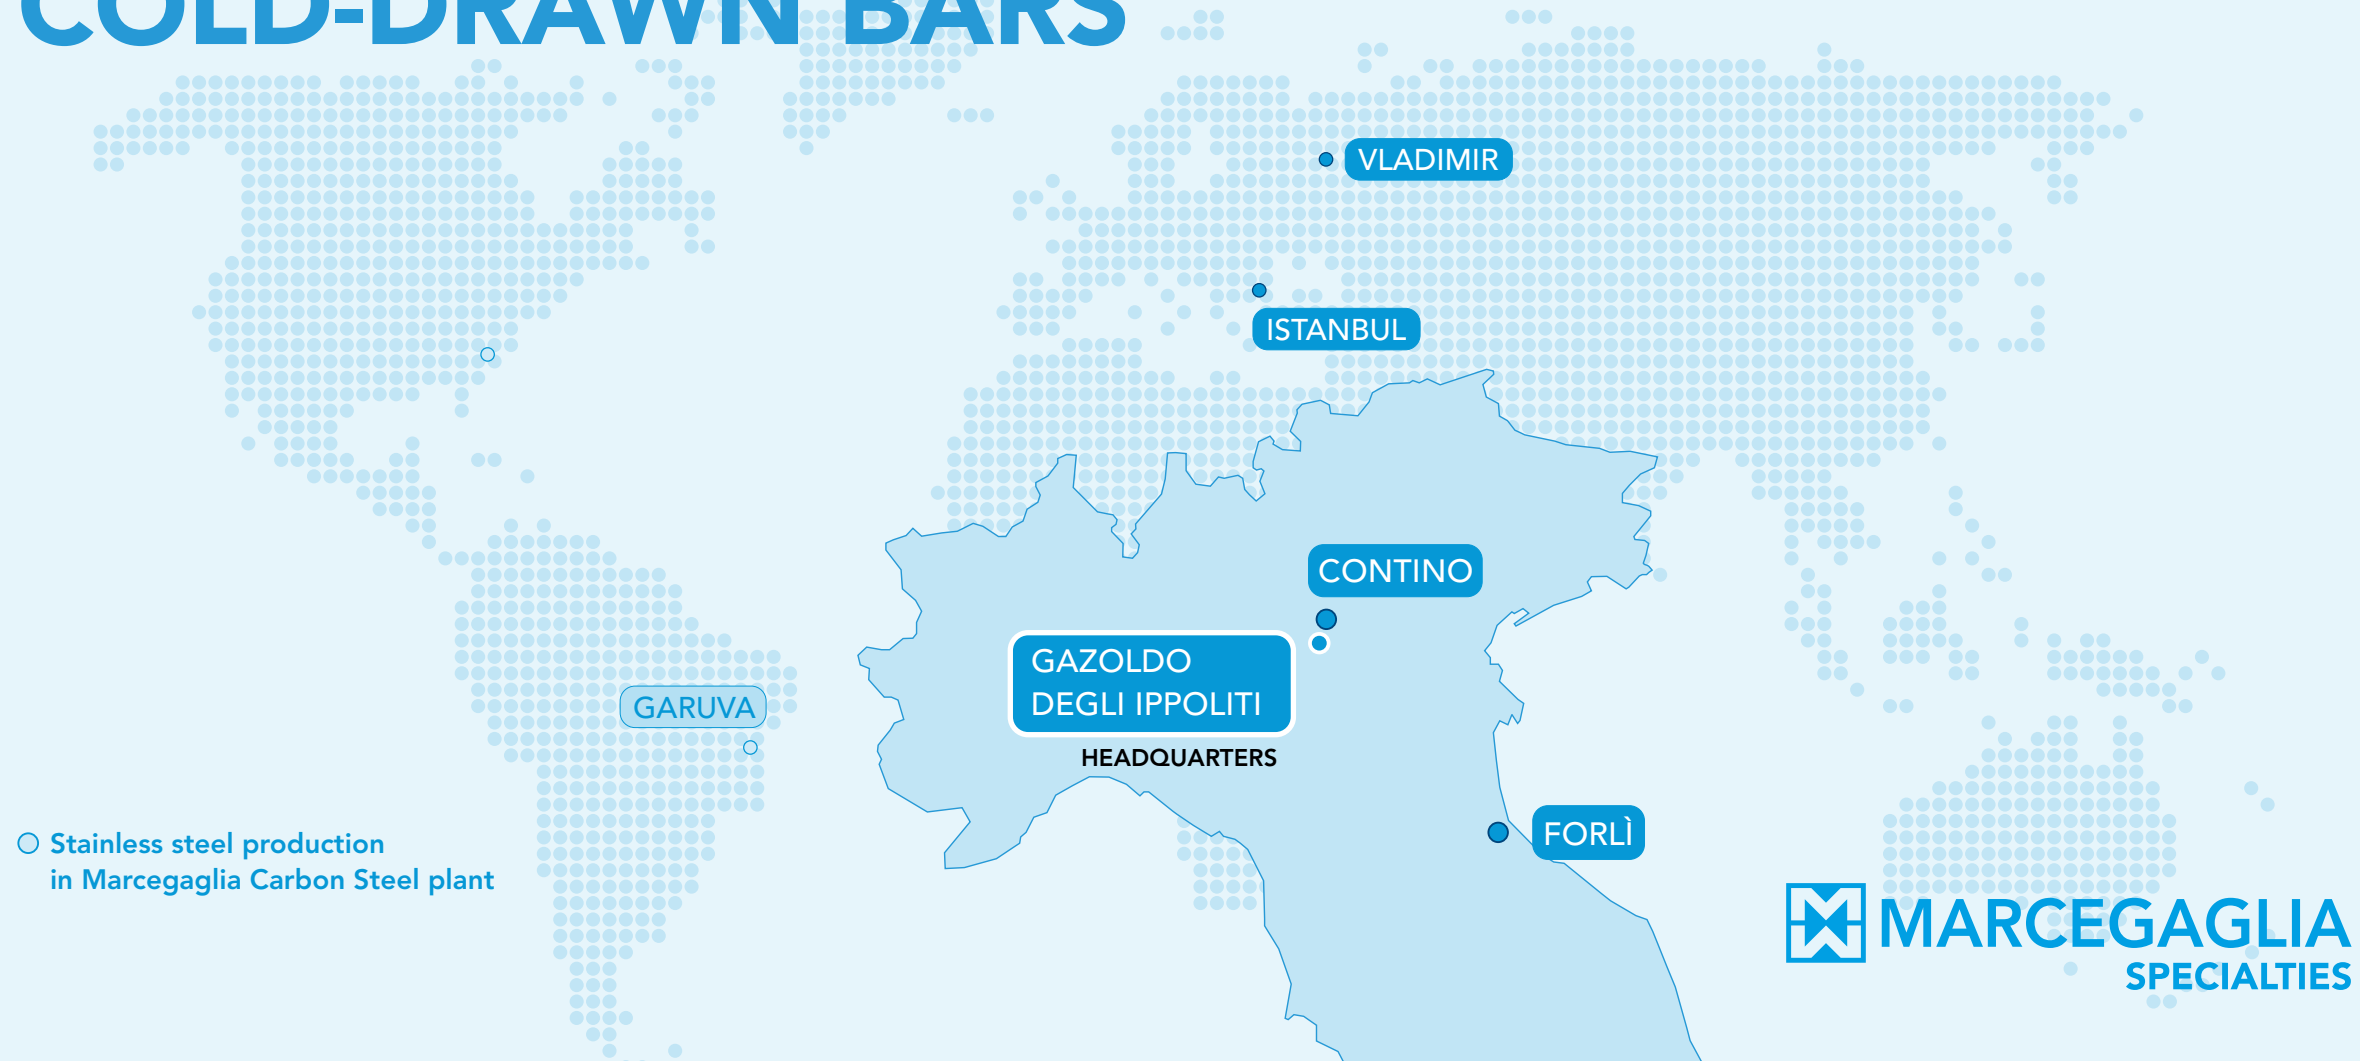 COLD-DRAWN BARS
VLADIMIR
ISTANBUL
CONTINO
GAZOLDO
DEGLI IPPOLITI
HEADQUARTERS
GARUVA
FORLÌ
Stainless steel production
in Marcegaglia Carbon Steel plant
MARCEGAGLIA
SPECIALTIES